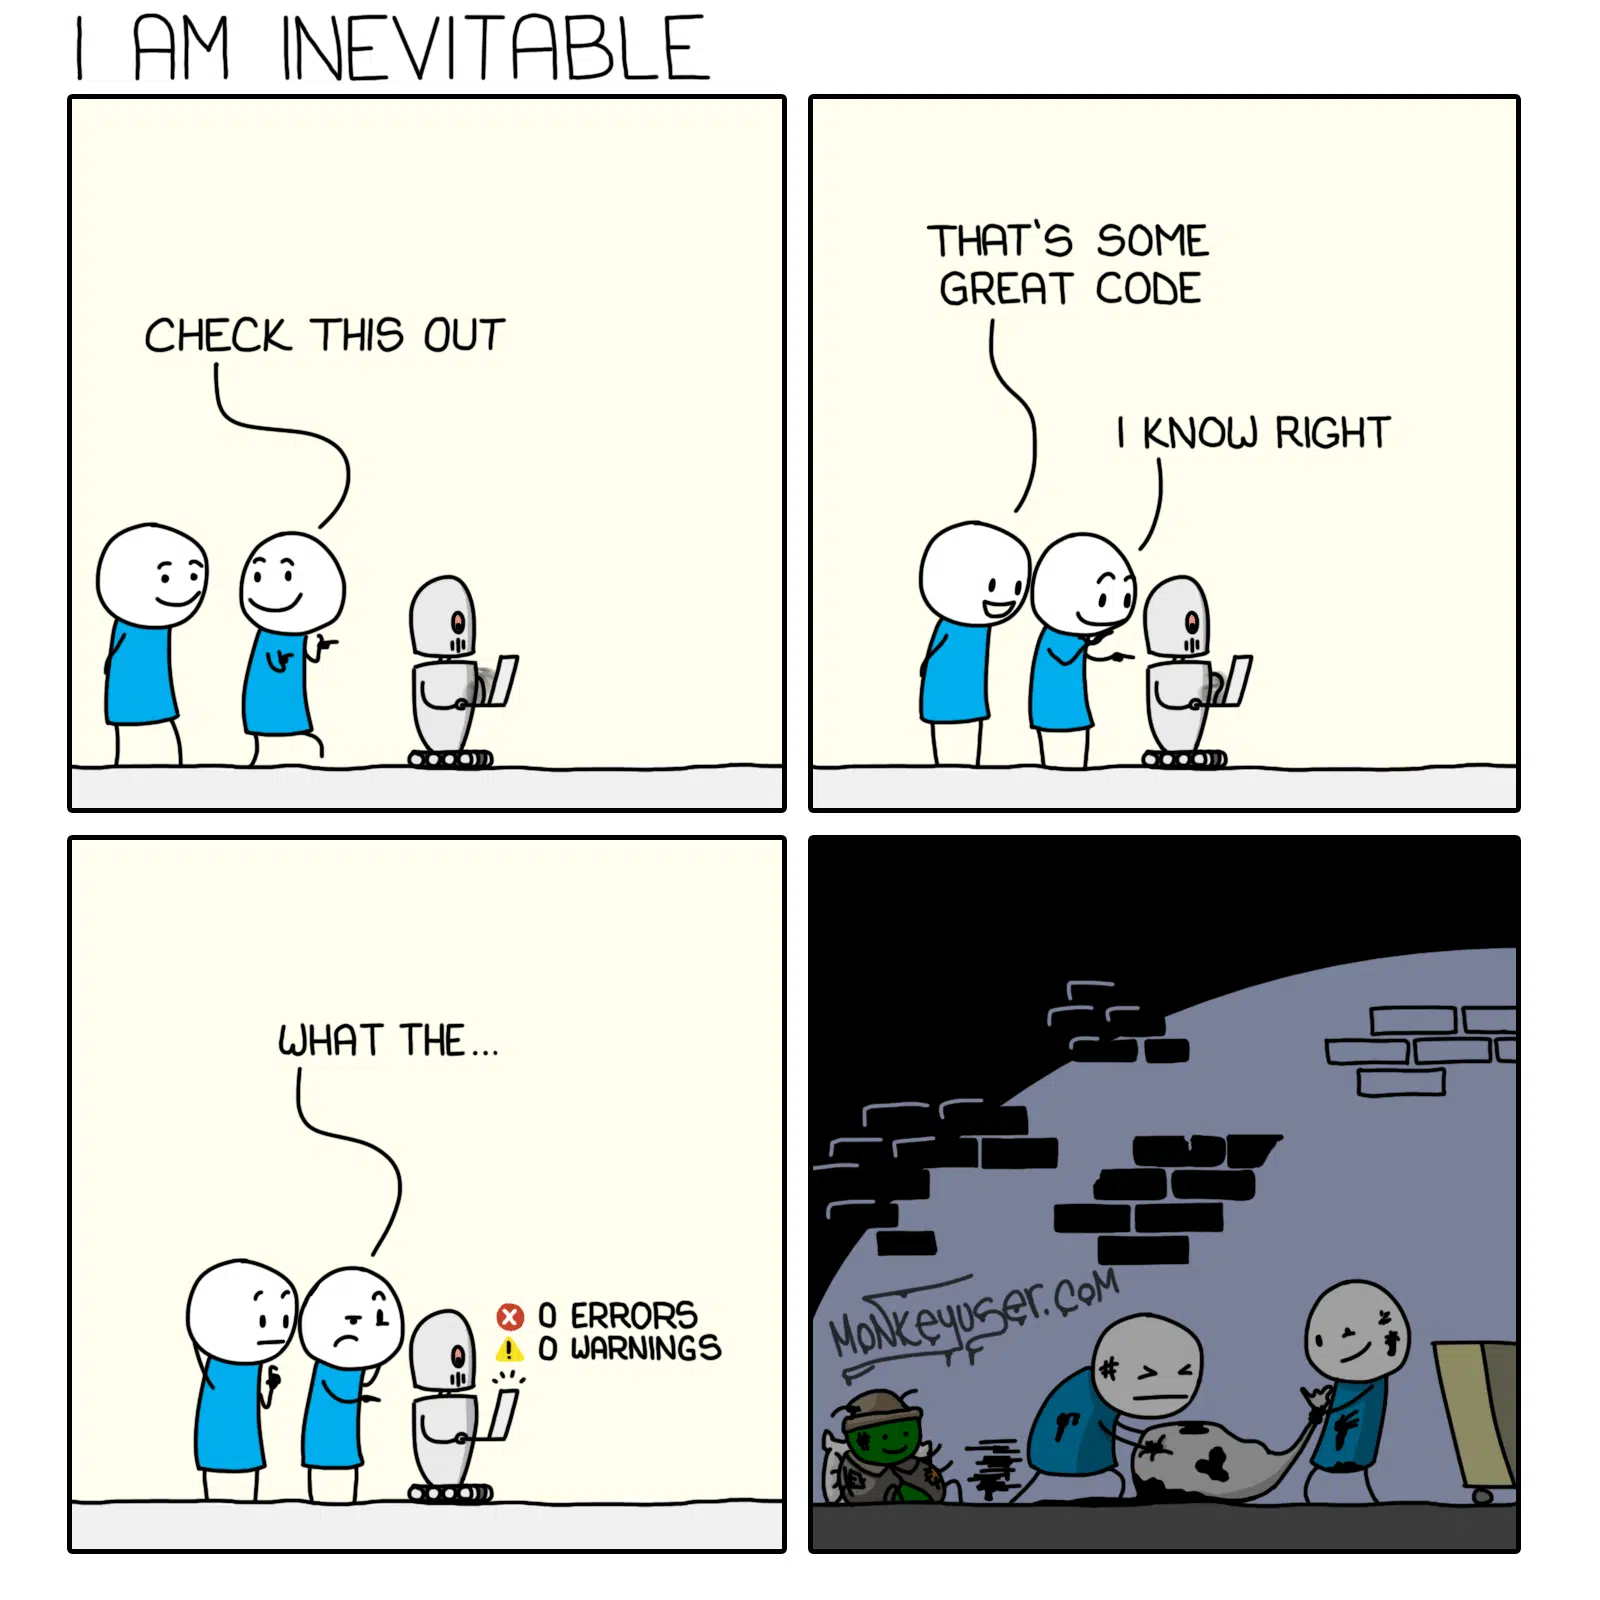 I AM INEVITABLE
CHECK THIS OUT
THAT'S SOME
GREAT CODE
I KNOW RIGHT
WHAT THE...
0 ERRORS
0 WARNINGS
MONKEYUSER.COM